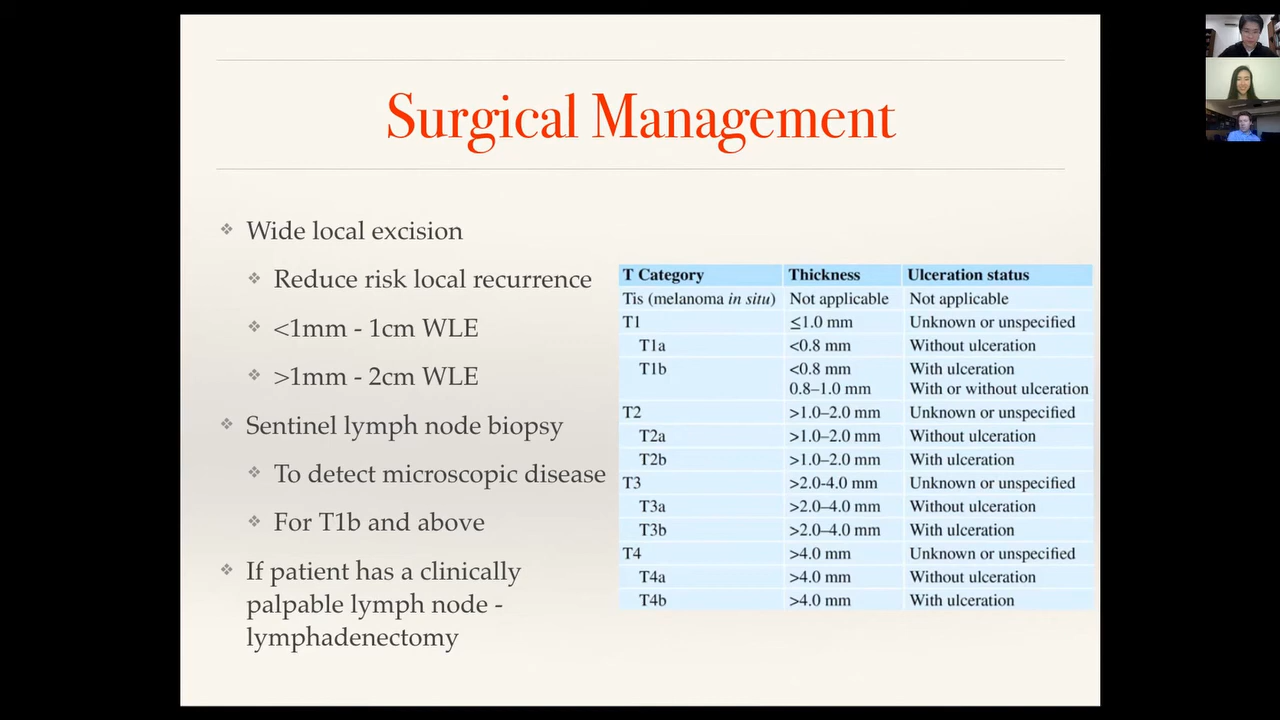 Surgical Management
❖ Wide local excision
❖ Reduce risk local recurrence
❖ <1mm - 1cm WLE
❖ >1mm - 2cm WLE
❖ Sentinel lymph node biopsy
❖ To detect microscopic disease
❖ For T1b and above
❖ If patient has a clinically
palpable lymph node -
lymphadenectomy
T Category Thickness Ulceration status
Tis (melanoma in situ) Not applicable Not applicable
T1 ≤1.0 mm Unknown or unspecified
T1a <0.8 mm Without ulceration
T1b <0.8 mm With ulceration
0.8–1.0 mm With or without ulceration
T2 >1.0–2.0 mm Unknown or unspecified
T2a >1.0–2.0 mm Without ulceration
T2b >1.0–2.0 mm With ulceration
T3 >2.0-4.0 mm Unknown or unspecified
T3a >2.0–4.0 mm Without ulceration
T3b >2.0–4.0 mm With ulceration
T4 >4.0 mm Unknown or unspecified
T4a >4.0 mm Without ulceration
T4b >4.0 mm With ulceration